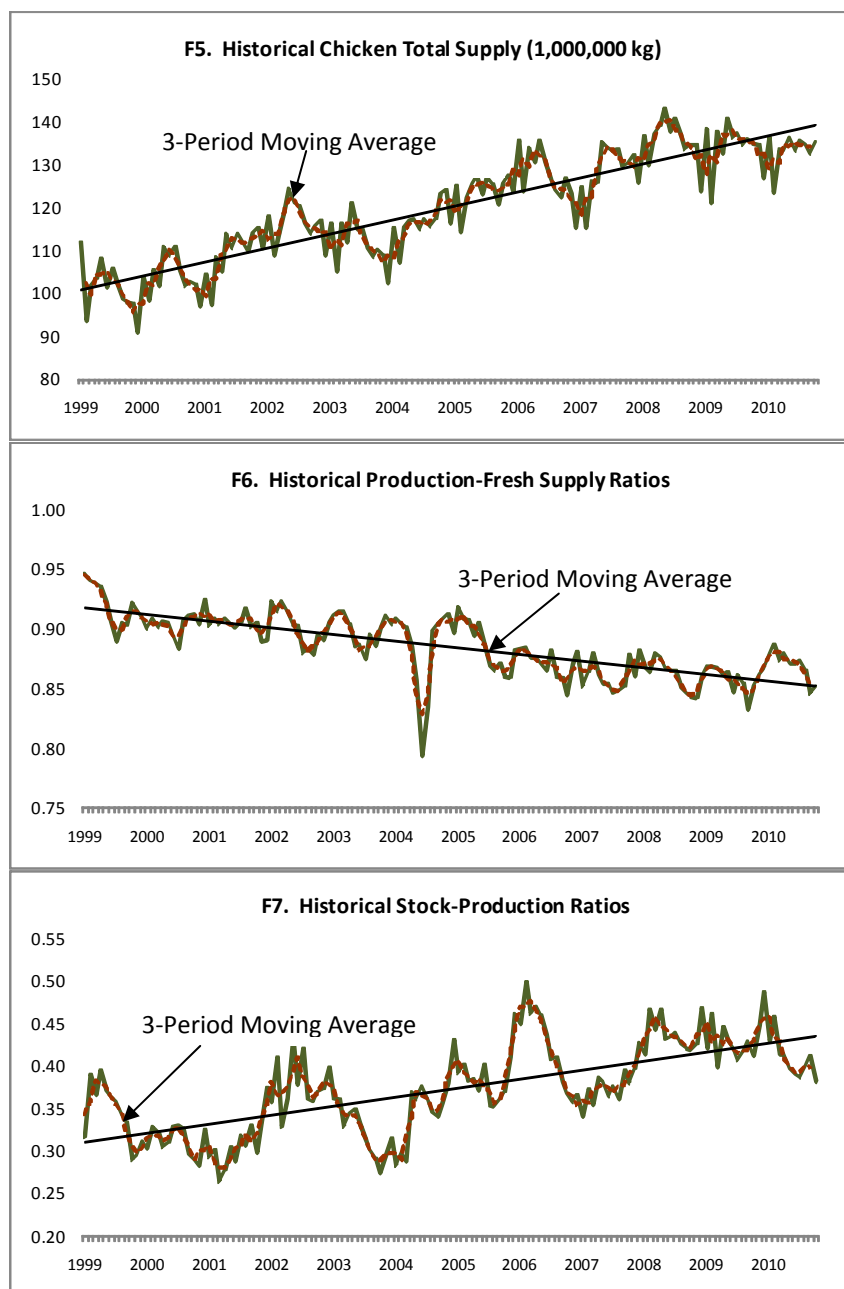 F5. Historical Chicken Total Supply (1,000,000 kg)
150
140
3-Period Moving Average
130
120
110
100
90
80
1999 2000 2001 2002 2003 2004 2005 2006 2007 2008 2009 2010
F6. Historical Production-Fresh Supply Ratios
1.00
0.95
3-Period Moving Average
0.90
0.85
0.80
0.75
1999 2000 2001 2002 2003 2004 2005 2006 2007 2008 2009 2010
F7. Historical Stock-Production Ratios
0.55
0.50
3-Period Moving Average
0.45
0.40
0.35
0.30
0.25
0.20
1999 2000 2001 2002 2003 2004 2005 2006 2007 2008 2009 2010